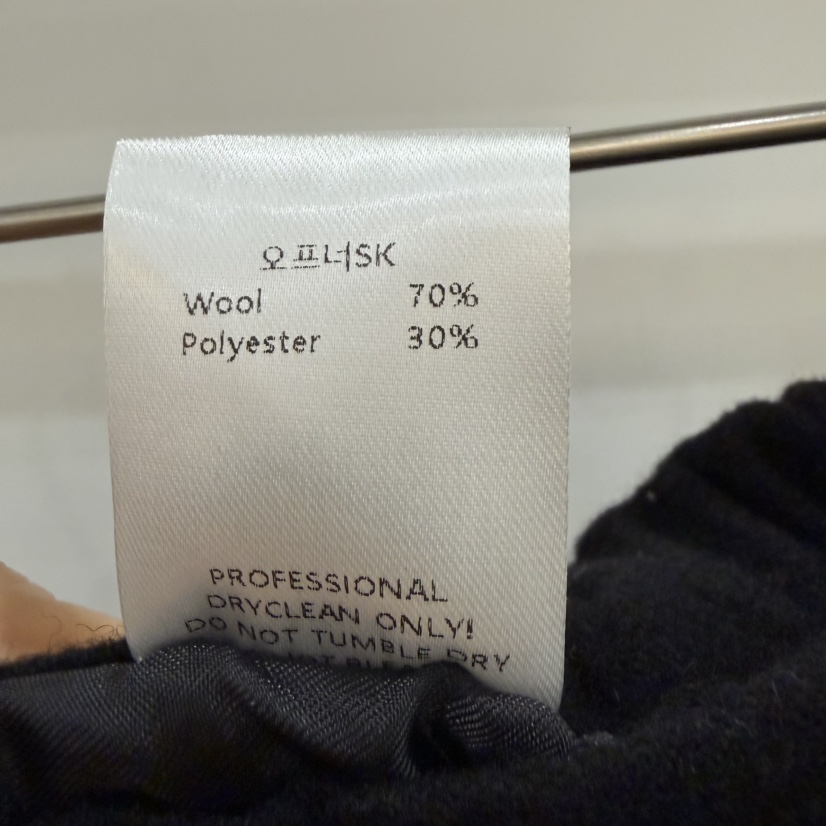 오프너SK
Wool 70%
Polyester 30%
PROFESSIONAL
DRYCLEAN ONLY!
DO NOT TUMBLE DRY